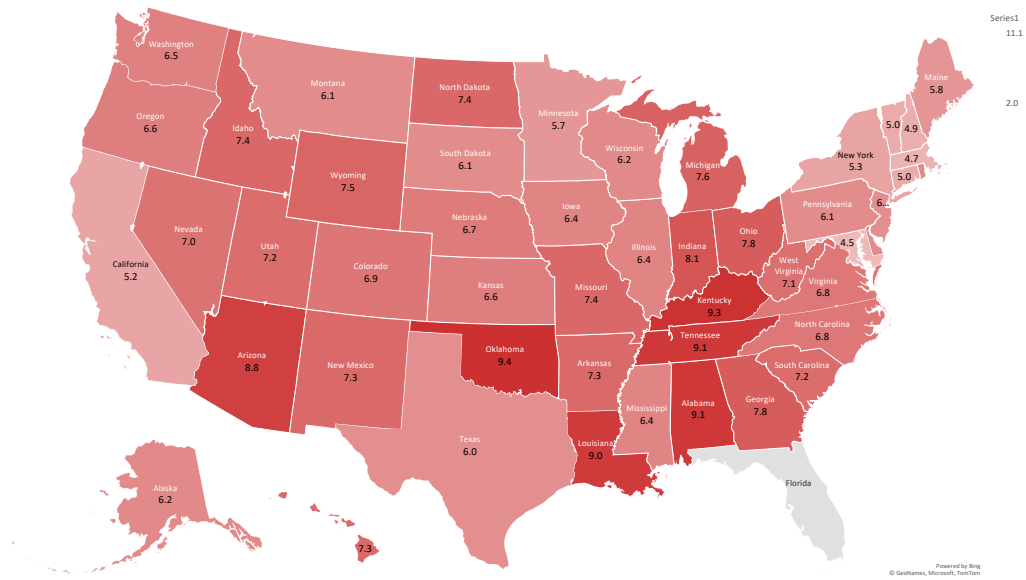 Series1
11.1
2.0
Washington
6.5
Montana
6.1
North Dakota
7.4
Minnesota
5.7
Maine
5.8
Oregon
6.6
Idaho
7.4
South Dakota
6.1
Wisconsin
6.2
Michigan
7.6
New York
5.3
5.0
4.9
4.7
5.0
Wyoming
7.5
Nebraska
6.7
Iowa
6.4
Pennsylvania
6.1
6...
Nevada
7.0
Utah
7.2
Colorado
6.9
Kansas
6.6
Illinois
6.4
Indiana
8.1
Ohio
7.8
4.5
California
5.2
Missouri
7.4
West
Virginia
7.1
Virginia
6.8
Kentucky
9.3
North Carolina
6.8
Tennessee
9.1
Arizona
8.8
New Mexico
7.3
Oklahoma
9.4
Arkansas
7.3
South Carolina
7.2
Mississippi
6.4
Alabama
9.1
Georgia
7.8
Texas
6.0
Louisiana
9.0
Florida
Alaska
6.2
7.3
Powered by Bing
© GeoNames, Microsoft, TomTom